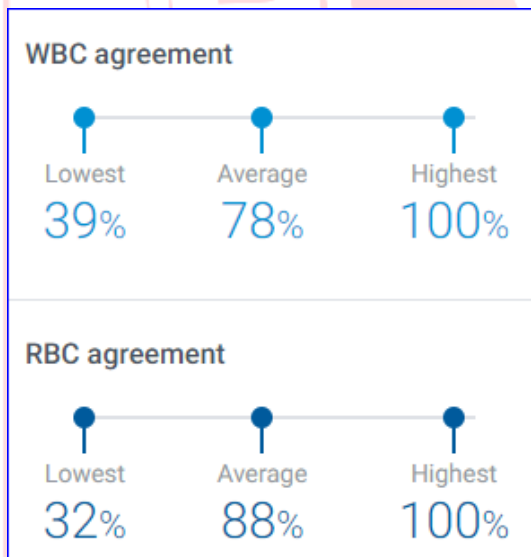 WBC agreement
Lowest Average Highest
39% 78% 100%
RBC agreement
Lowest Average Highest
32% 88% 100%